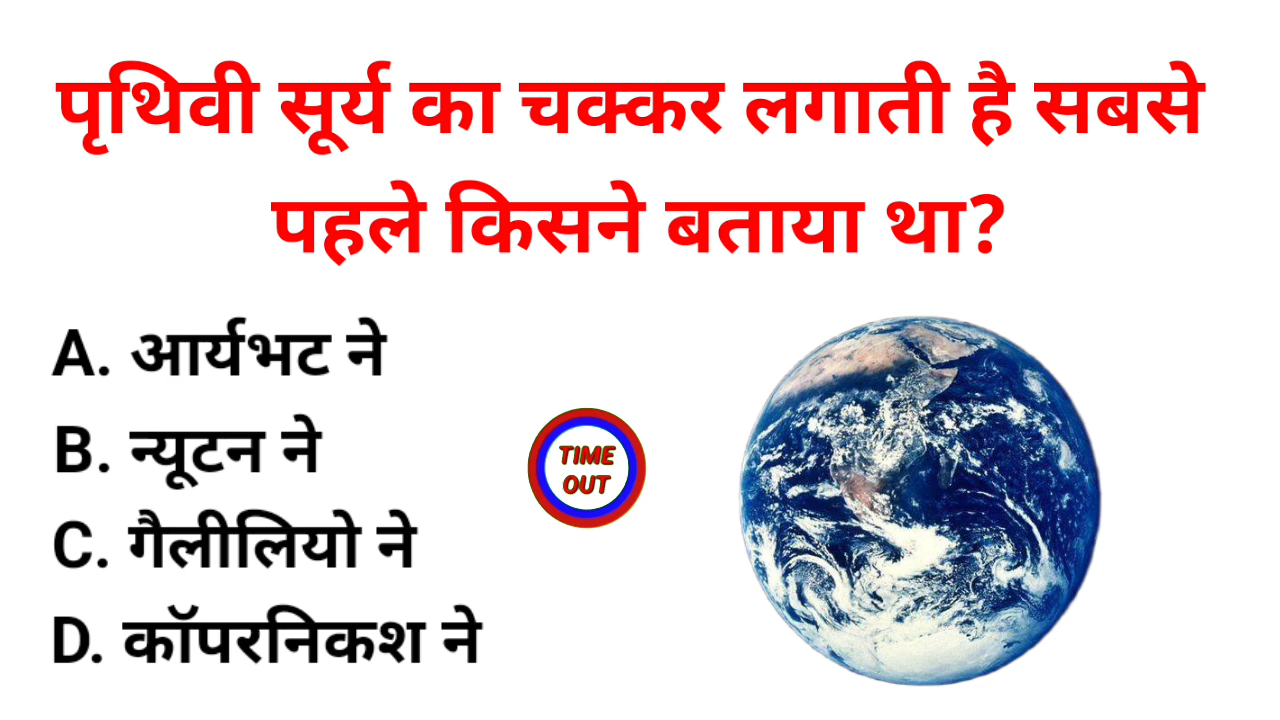 पृथिवी सूर्य का चक्कर लगाती है सबसे
पहले किसने बताया था?
A. आर्यभट ने
B. न्यूटन ने
C. गैलीलियो ने
D. कॉपरनिकश ने
TIME
OUT